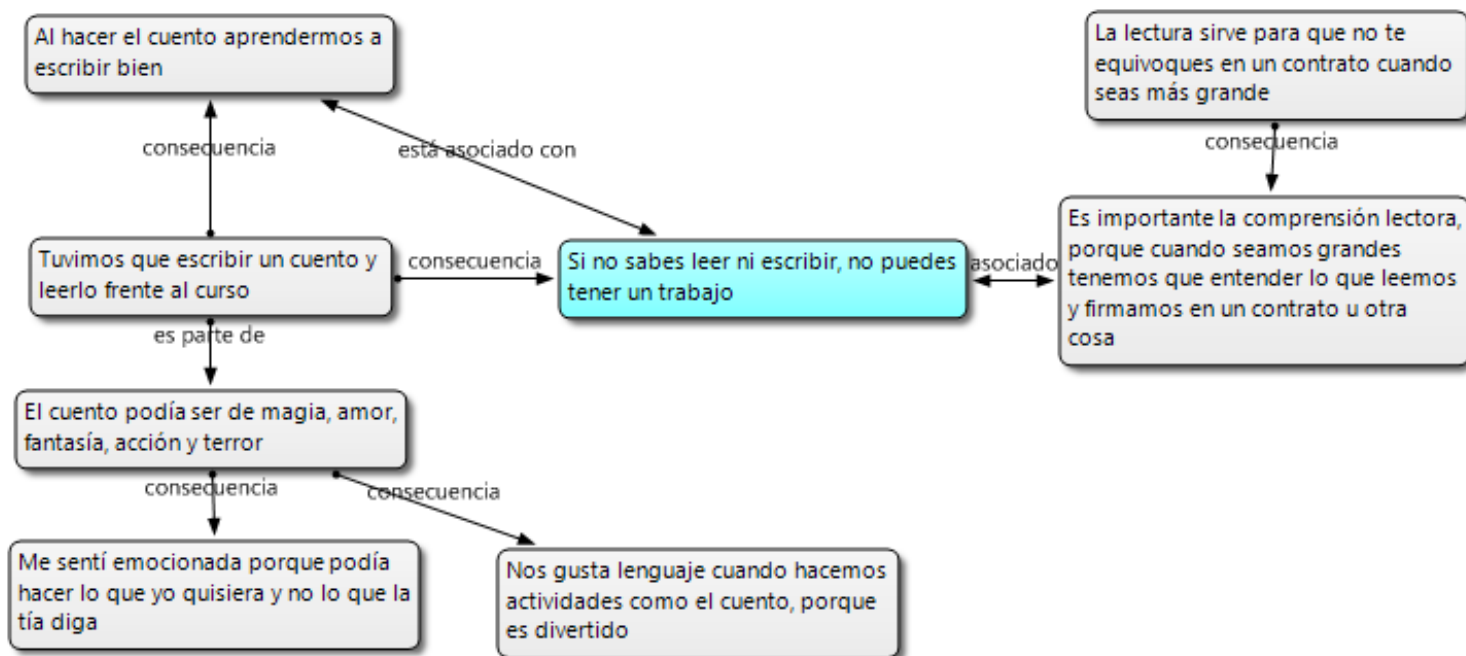 Al hacer el cuento aprendermos a
escribir bien
La lectura sirve para que no te
equivoques en un contrato cuando
seas más grande
consecuencia
está asociado con
consecuencia
Tuvimos que escribir un cuento y
leerlo frente al curso
consecuencia
Si no sabes leer ni escribir, no puedes
tener un trabajo
asociado
Es importante la comprensión lectora,
porque cuando seamos grandes
tenemos que entender lo que leemos
y firmamos en un contrato u otra
cosa
es parte de
El cuento podía ser de magia, amor,
fantasía, acción y terror
consecuencia
consecuencia
Me sentí emocionada porque podía
hacer lo que yo quisiera y no lo que la
tía diga
Nos gusta lenguaje cuando hacemos
actividades como el cuento, porque
es divertido